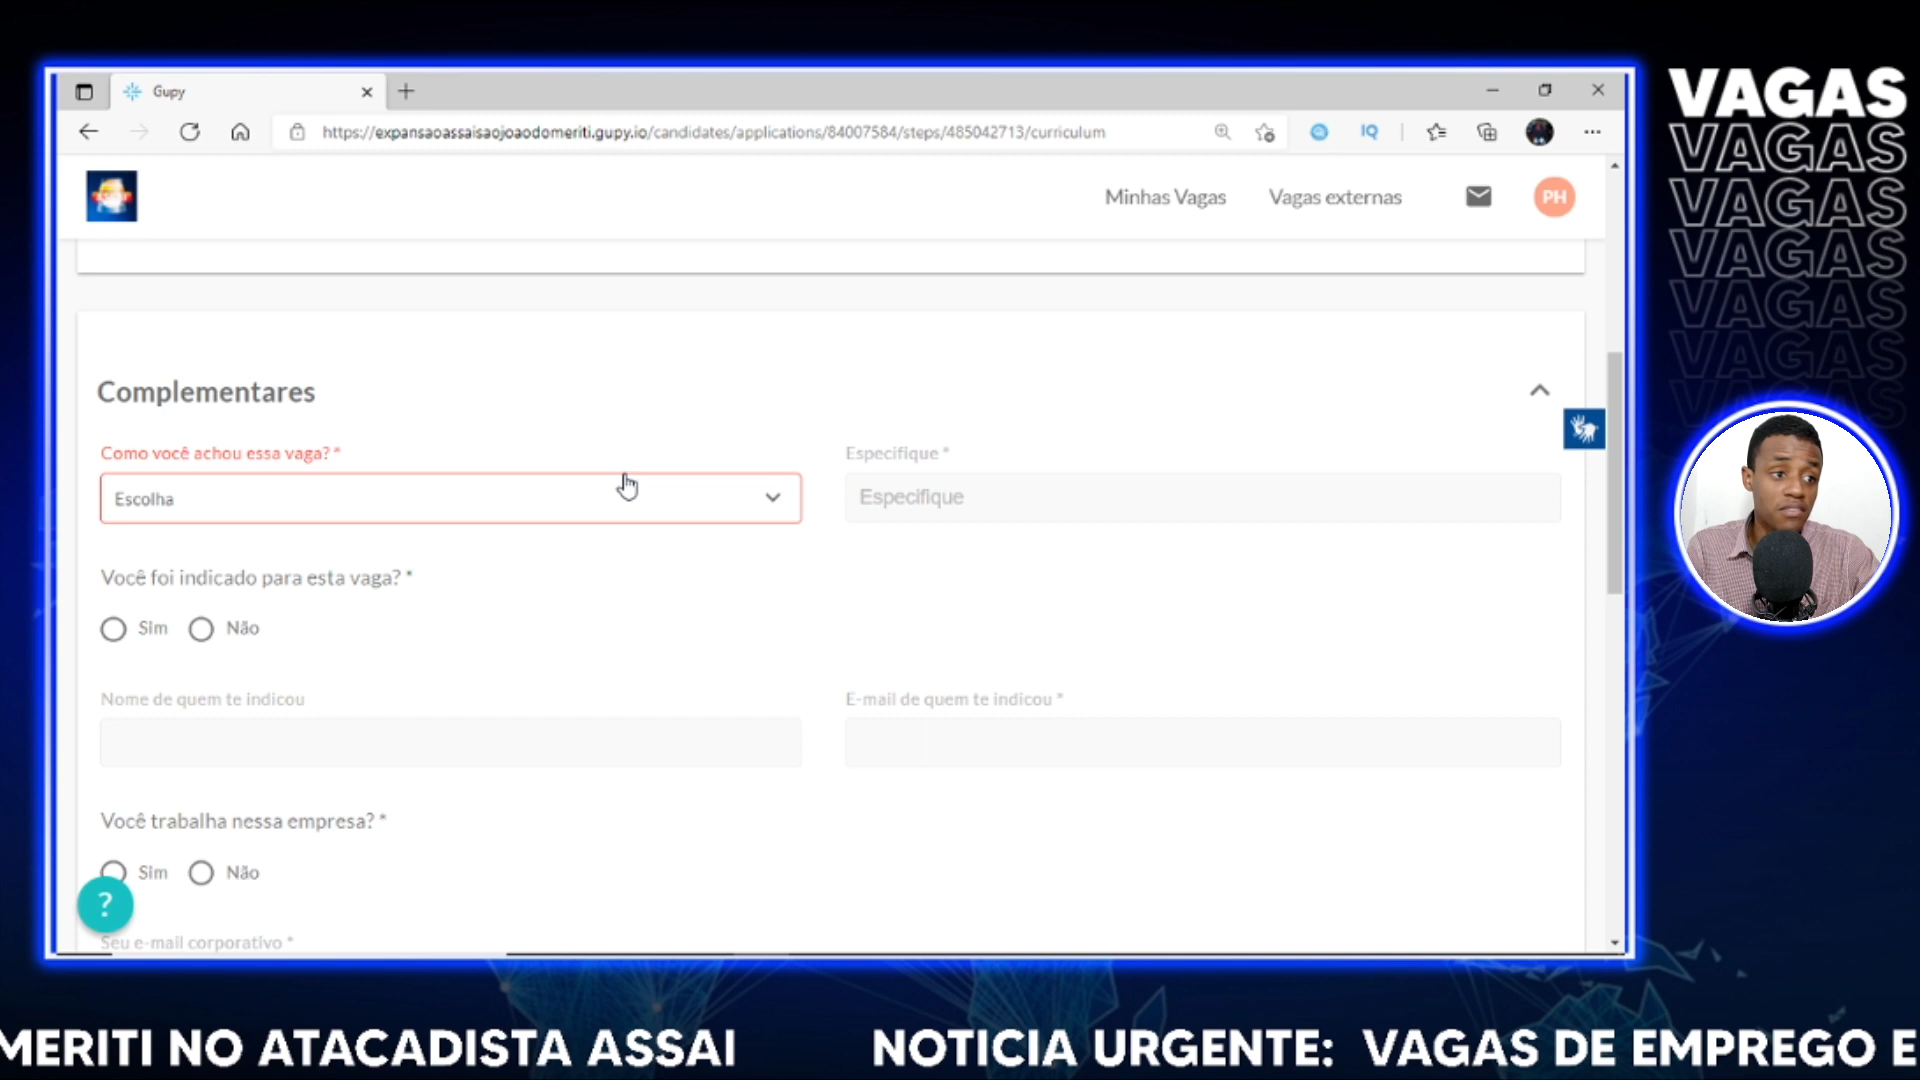 Gupy
https://expansaoassaisaojoaodomeriti.gupy.io/candidates/applications/84007584/steps/485042713/curriculum
IQ
Minhas Vagas
Vagas externas
PH
Complementares
Como você achou essa vaga? *
Especifique *
Escolha
Especifique
Você foi indicado para esta vaga? *
Sim
Não
Nome de quem te indicou
E-mail de quem te indicou *
Você trabalha nessa empresa? *
Sim
Não
?
Seu e-mail corporativo *
VAGAS
VAGAS
VAGAS
VAGAS
VAGAS
VAGAS
VAGAS
MERITI NO ATACADISTA ASSAI
NOTICIA URGENTE: VAGAS DE EMPREGO E